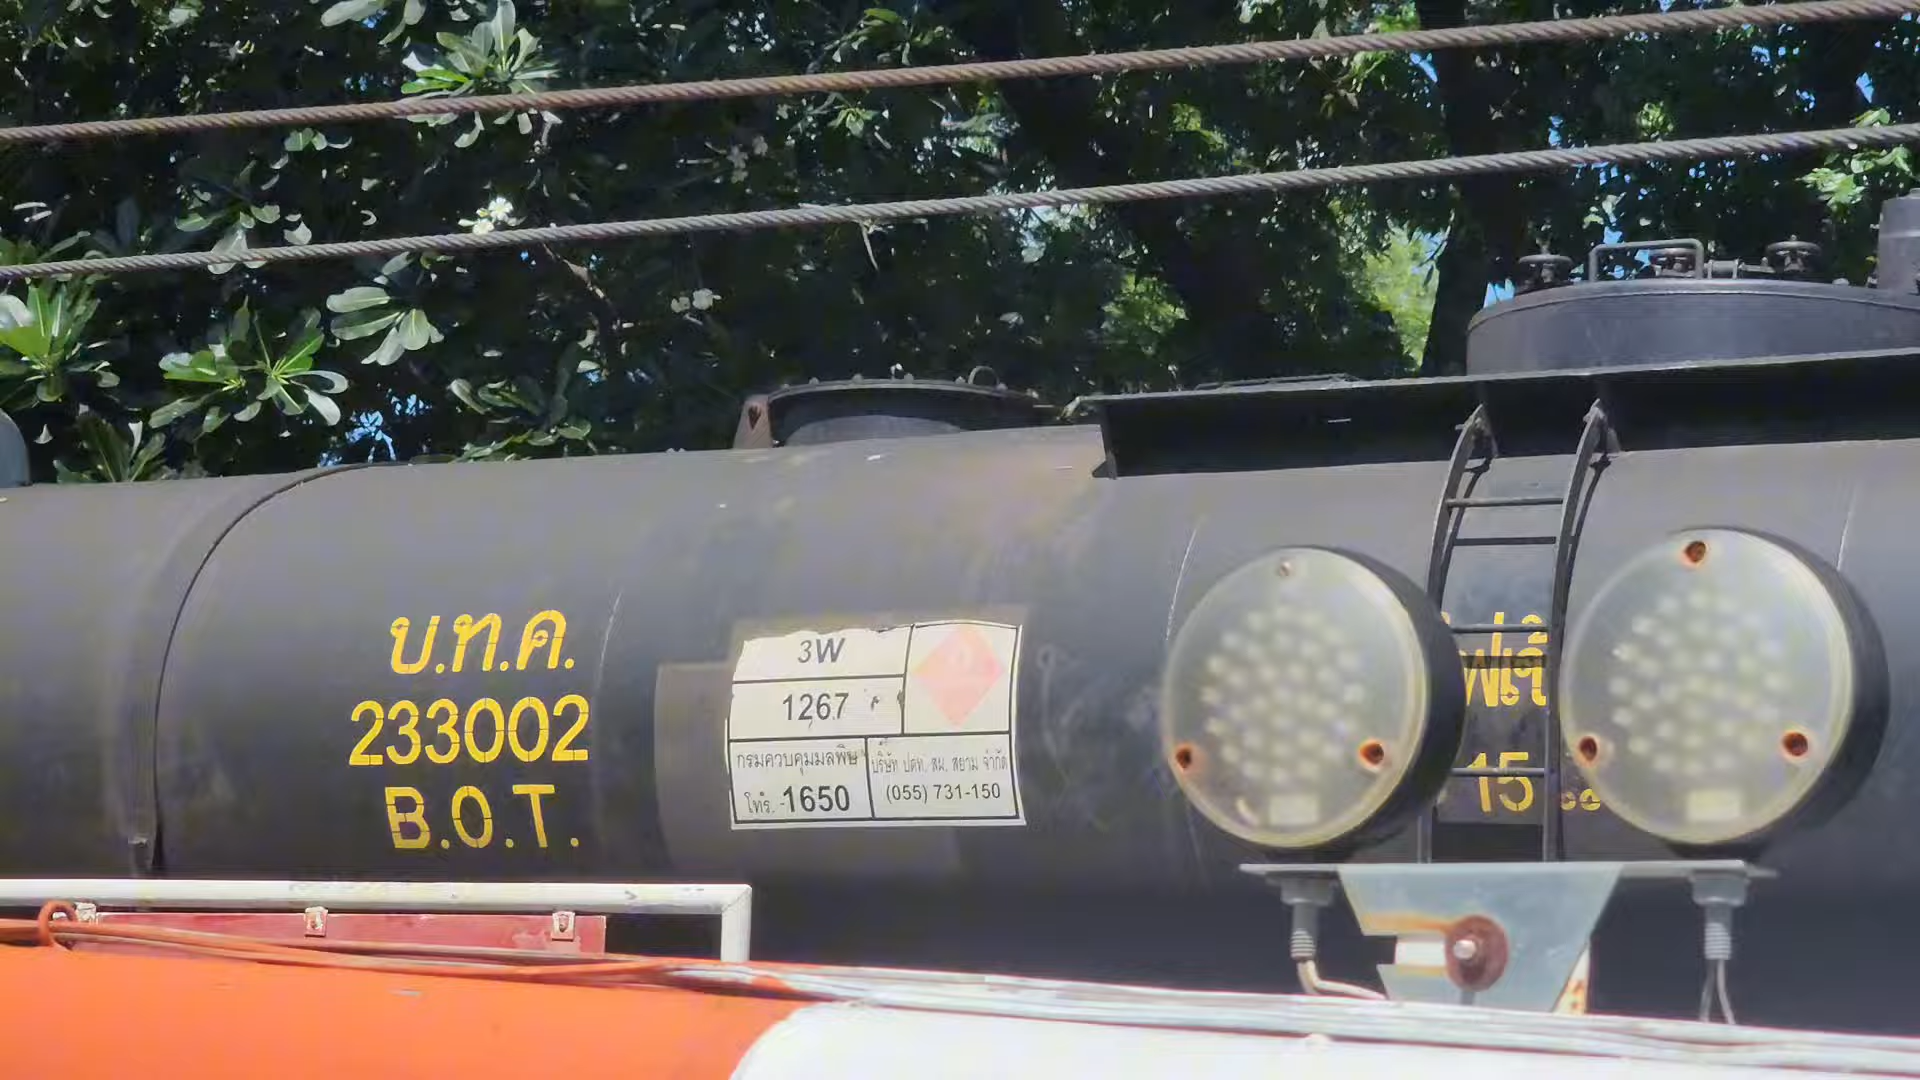 บ.ท.ค.
233002
B.O.T.
3W
1267
กรมควบคุมมลพิษ
โทร. -1650
บริษัท ปตท. สผ. สยาม จำกัด
(055) 731-150
15